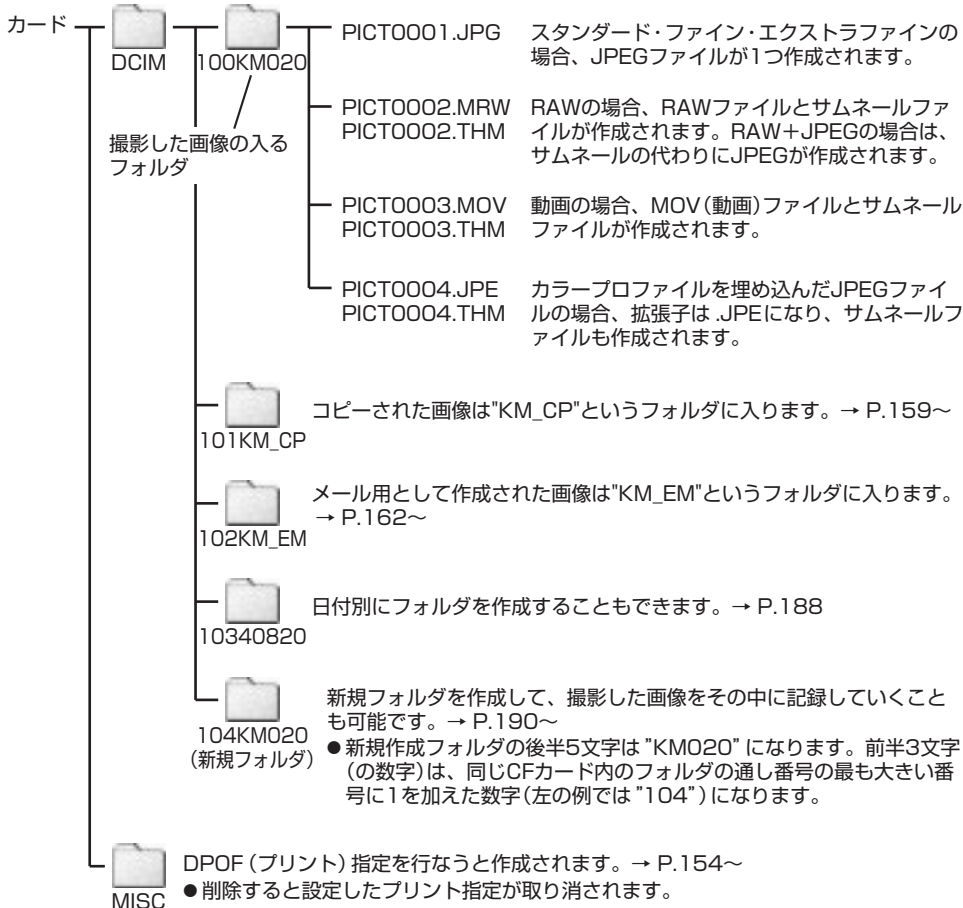 カード
DCIM
100KM020
撮影した画像の入る
フォルダ
PICT0001.JPG スタンダード・ファイン・エクストラファインの
場合、JPEGファイルが1つ作成されます。
PICT0002.MRW RAWの場合、RAWファイルとサムネールファ
PICT0002.THM イルが作成されます。RAW+JPEGの場合は、
サムネールの代わりにJPEGが作成されます。
PICT0003.MOV 動画の場合、MOV(動画)ファイルとサムネール
PICT0003.THM ファイルが作成されます。
PICT0004.JPE カラープロファイルを埋め込んだJPEGファイ
PICT0004.THM ルの場合、拡張子は .JPEになり、サムネールフ
ァイルも作成されます。
コピーされた画像は"KM_CP"というフォルダに入ります。→ P.159~
101KM_CP
メール用として作成された画像は"KM_EM"というフォルダに入ります。
→ P.162~
102KM_EM
日付別にフォルダを作成することもできます。→ P.188
10340820
新規フォルダを作成して、撮影した画像をその中に記録していくこと
も可能です。→ P.190~
104KM020
(新規フォルダ)
●新規作成フォルダの後半5文字は"KM020"になります。前半3文字
(の数字)は、同じCFカード内のフォルダの通し番号の最も大きい番
号に1を加えた数字(左の例では"104")になります。
DPOF(プリント)指定を行なうと作成されます。→ P.154~
●削除すると設定したプリント指定が取り消されます。
MISC